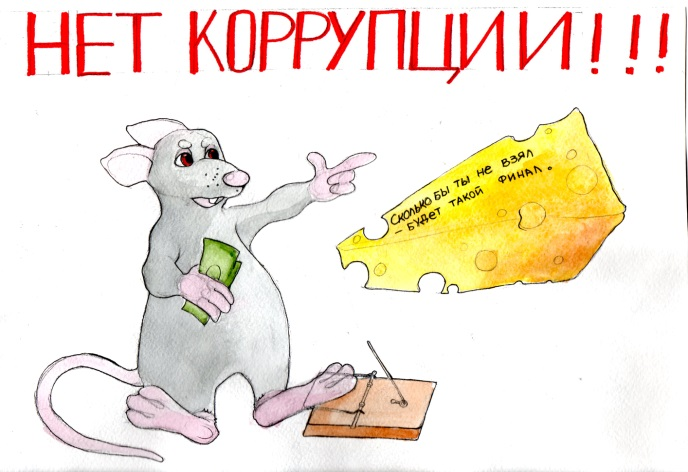 НЕТ КОРРУПЦИИ!!!
СКОЛЬКО БЫ ТЫ НЕ ВЗЯЛ
– БУДЕТ ТАКОЙ ФИНАЛ.